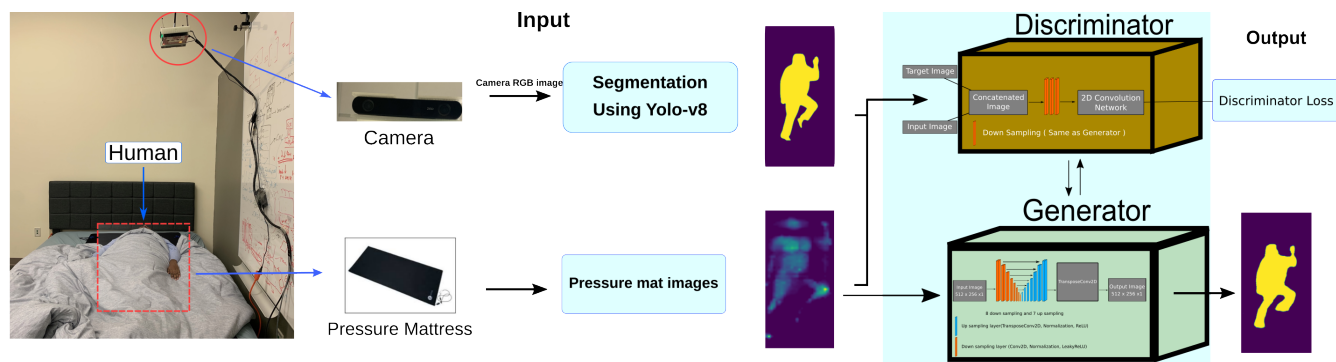 Input
Discriminator
Output
Human
Camera
Camera RGB image
Segmentation
Using Yolo-v8
Target Image
Concatenated
Image
2D Convolution
Network
Input Image
Down Sampling ( Same as Generator )
Discriminator Loss
Pressure Mattress
Pressure mat images
Generator
Input Image
512 x 256 x1
TransposeConv2D
Output Image
512 x 256 x1
8 down sampling and 7 up sampling
Up sampling layer(TransposeConv2D, Normalization, ReLU)
Down sampling layer (Conv2D, Normalization, LeakyReLU)